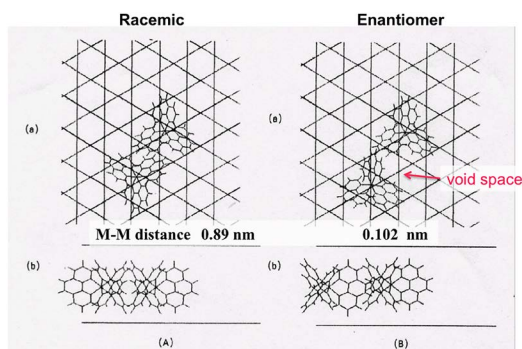 Racemic
Enantiomer
(a)
(a)
void space
M-M distance 0.89 nm
0.102 nm
(b)
(b)
(A)
(B)